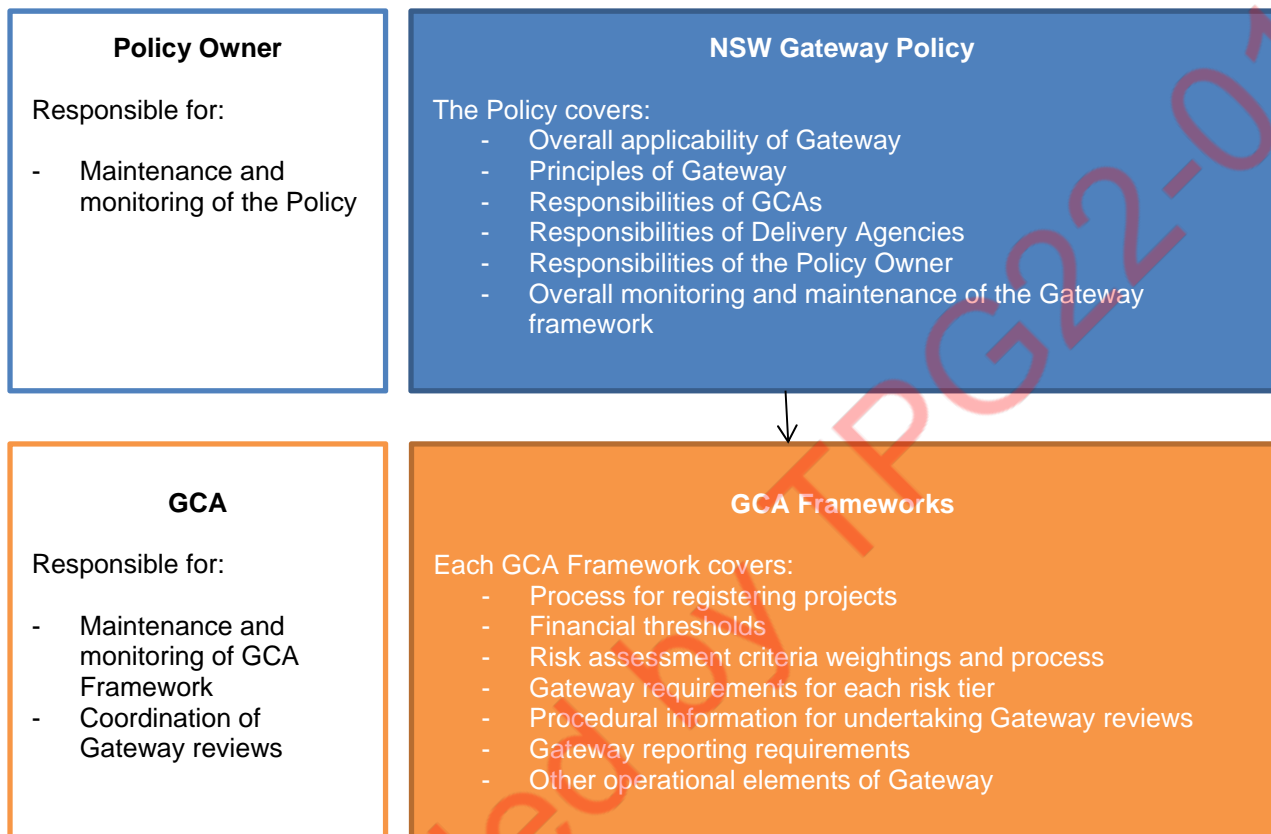 Policy Owner
Responsible for:
- Maintenance and
monitoring of the Policy
NSW Gateway Policy
The Policy covers:
- Overall applicability of Gateway
- Principles of Gateway
- Responsibilities of GCAs
- Responsibilities of Delivery Agencies
- Responsibilities of the Policy Owner
- Overall monitoring and maintenance of the Gateway
framework
GCA
Responsible for:
- Maintenance and
monitoring of GCA
Framework
- Coordination of
Gateway reviews
GCA Frameworks
Each GCA Framework covers:
- Process for registering projects
- Financial thresholds
- Risk assessment criteria weightings and process
- Gateway requirements for each risk tier
- Procedural information for undertaking Gateway reviews
- Gateway reporting requirements
- Other operational elements of Gateway
ed by TPG22-01